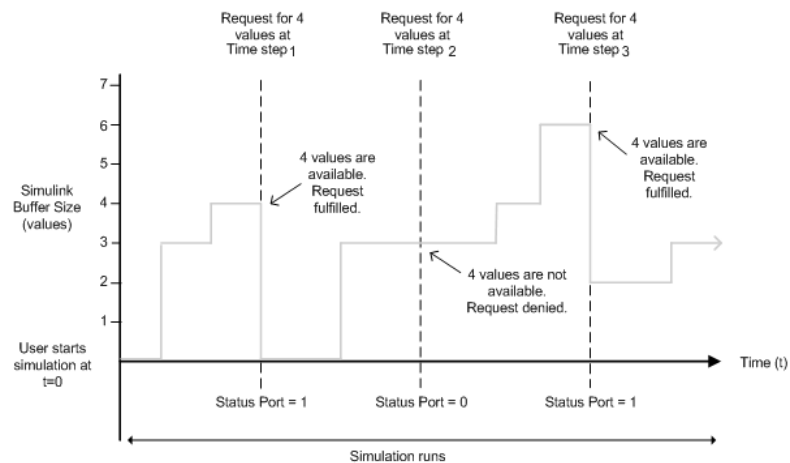 Request for 4
values at
Time step 1
Request for 4
values at
Time step 2
Request for 4
values at
Time step 3
7
6
5
4
3
2
1
Simulink
Buffer Size
(values)
4 values are
available.
Request
fulfilled.
4 values are
available.
Request
fulfilled.
4 values are not
available.
Request denied.
User starts
simulation at
t=0
Time (t)
Status Port = 1
Status Port = 0
Status Port = 1
Simulation runs